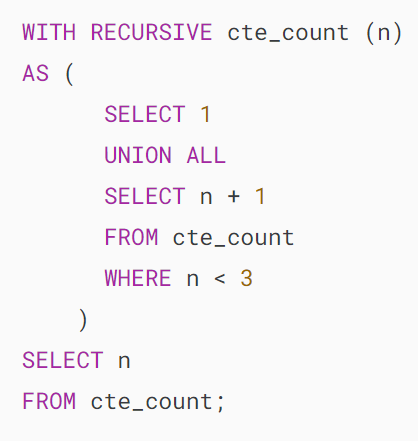 WITH RECURSIVE cte_count (n)
AS (
      SELECT 1
      UNION ALL
      SELECT n + 1
      FROM cte_count
      WHERE n < 3
    )
SELECT n
FROM cte_count;